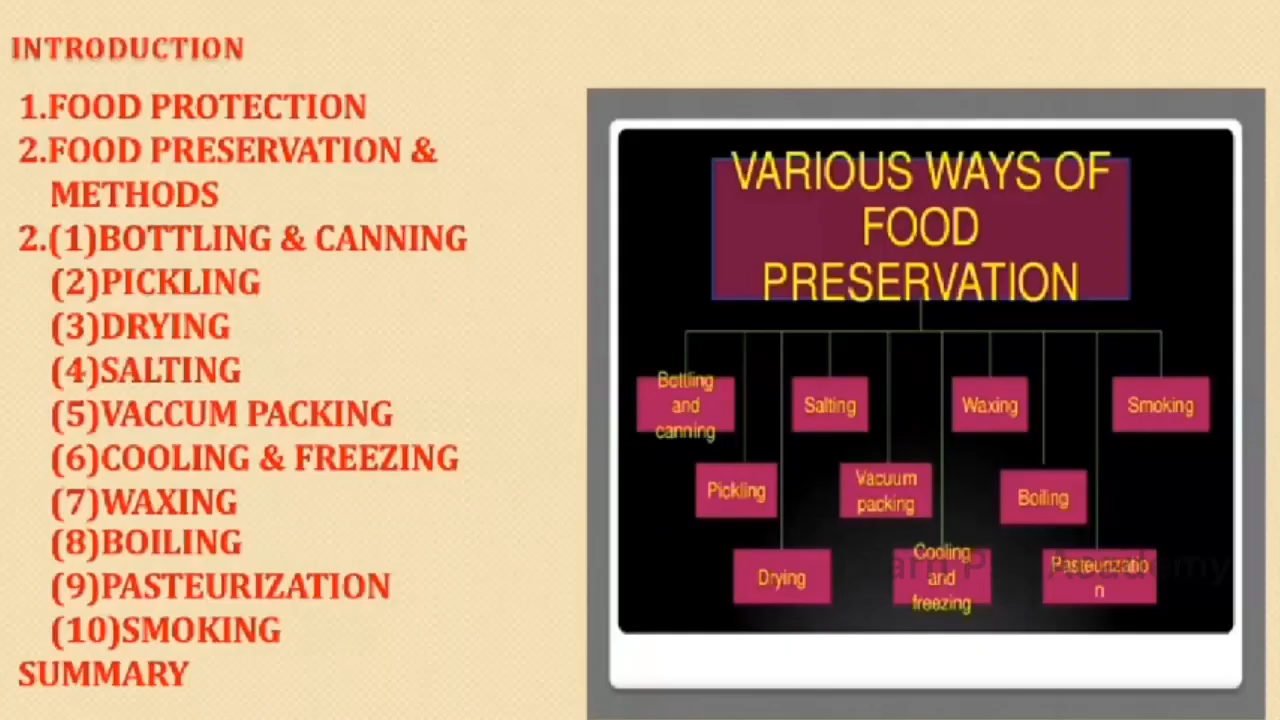 INTRODUCTION
1.FOOD PROTECTION
2.FOOD PRESERVATION &
METHODS
2.(1)BOTTLING & CANNING
(2)PICKLING
(3)DRYING
(4)SALTING
(5)VACCUM PACKING
(6)COOLING & FREEZING
(7)WAXING
(8)BOILING
(9)PASTEURIZATION
(10)SMOKING
SUMMARY
VARIOUS WAYS OF
FOOD
PRESERVATION
Bottling
and
canning
Salting
Waxing
Smoking
Pickling
Vacuum
packing
Boiling
Drying
Cooling
and
freezing
Pasteurizatio
n
Academy